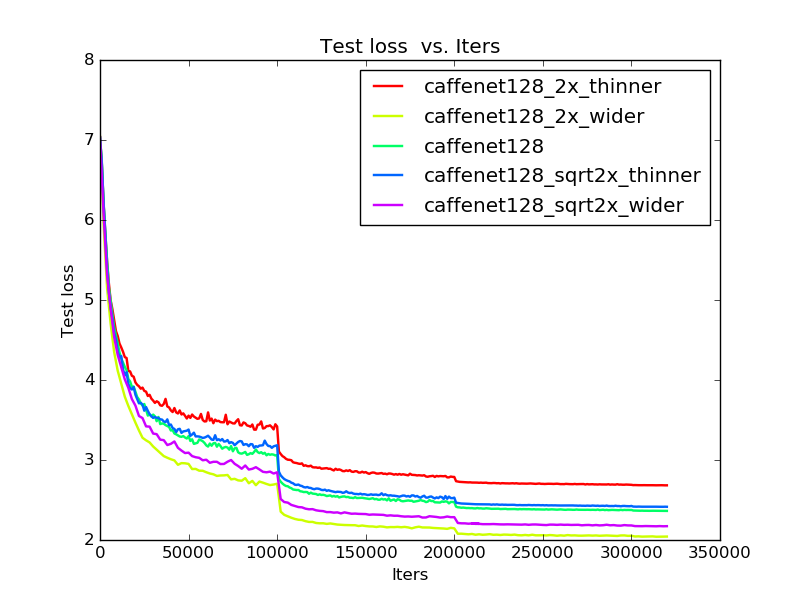 Test loss  vs. Iters
8
7
6
5
4
3
2
Test loss
caffenet128_2x_thinner
caffenet128_2x_wider
caffenet128
caffenet128_sqrt2x_thinner
caffenet128_sqrt2x_wider
0 50000 100000 150000 200000 250000 300000 350000
Iters